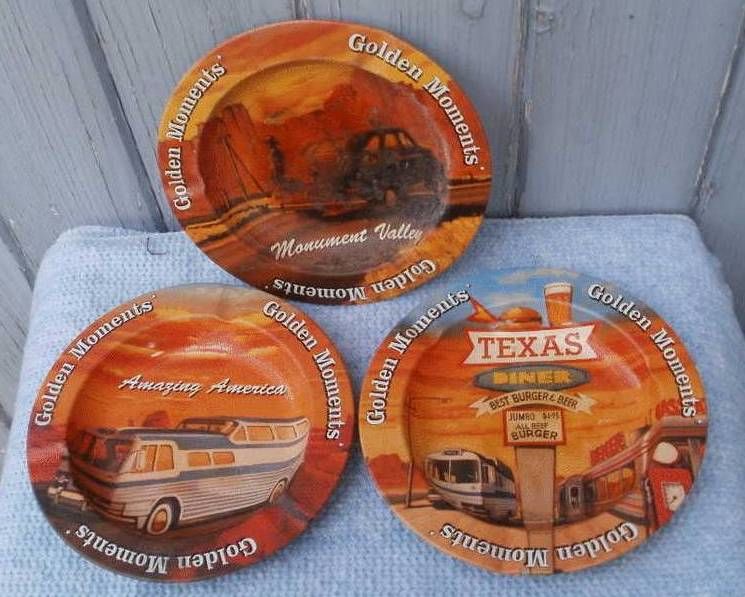 Golden Moments'
Golden Moments'
Monument Valley
Golden Moments'
Golden Moments'
Golden Moments'
Amazing America
Golden Moments'
Golden Moments'
Golden Moments'
TEXAS
DINER
BEST BURGER & BEER
JUMBO $4.95
ALL BEEF
BURGER
Golden Moments'